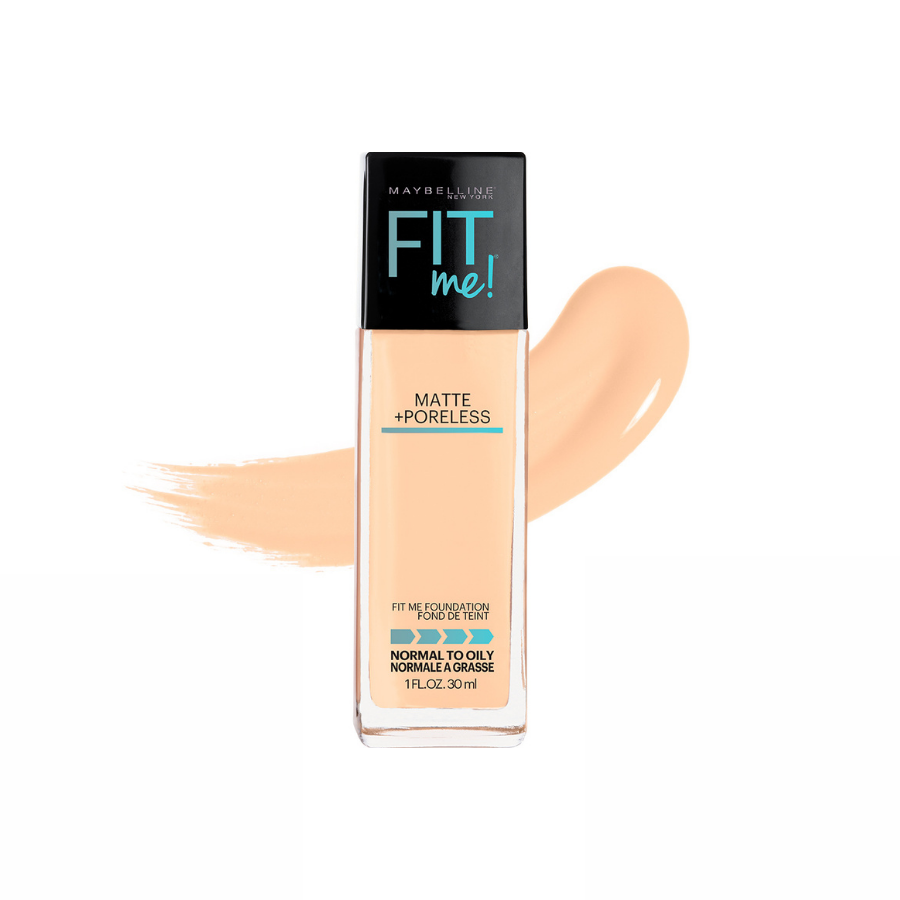 MAYBELLINE
NEW YORK
FIT
me!
MATTE
+PORELESS
FIT ME FOUNDATION
FOND DE TEINT
NORMAL TO OILY
NORMALE A GRASSE
1 FL.OZ. 30 ml